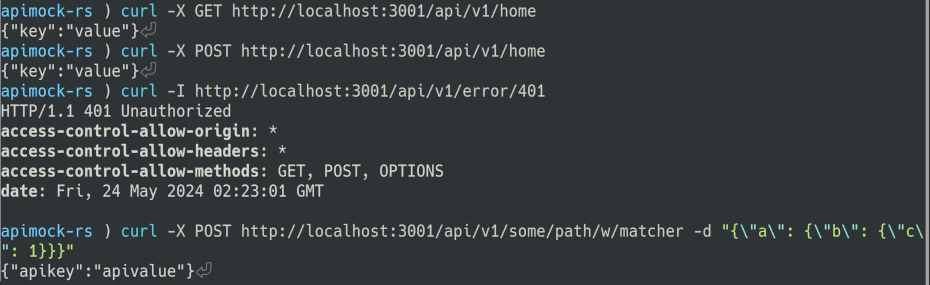 apimock-rs ) curl -X GET http://localhost:3001/api/v1/home
{"key":"value"}⏎
apimock-rs ) curl -X POST http://localhost:3001/api/v1/home
{"key":"value"}⏎
apimock-rs ) curl -I http://localhost:3001/api/v1/error/401
HTTP/1.1 401 Unauthorized
access-control-allow-origin: *
access-control-allow-headers: *
access-control-allow-methods: GET, POST, OPTIONS
date: Fri, 24 May 2024 02:23:01 GMT
apimock-rs ) curl -X POST http://localhost:3001/api/v1/some/path/w/matcher -d "{\"a\": {\"b\": {\"c\
": 1}}}"
{"apikey":"apivalue"}⏎